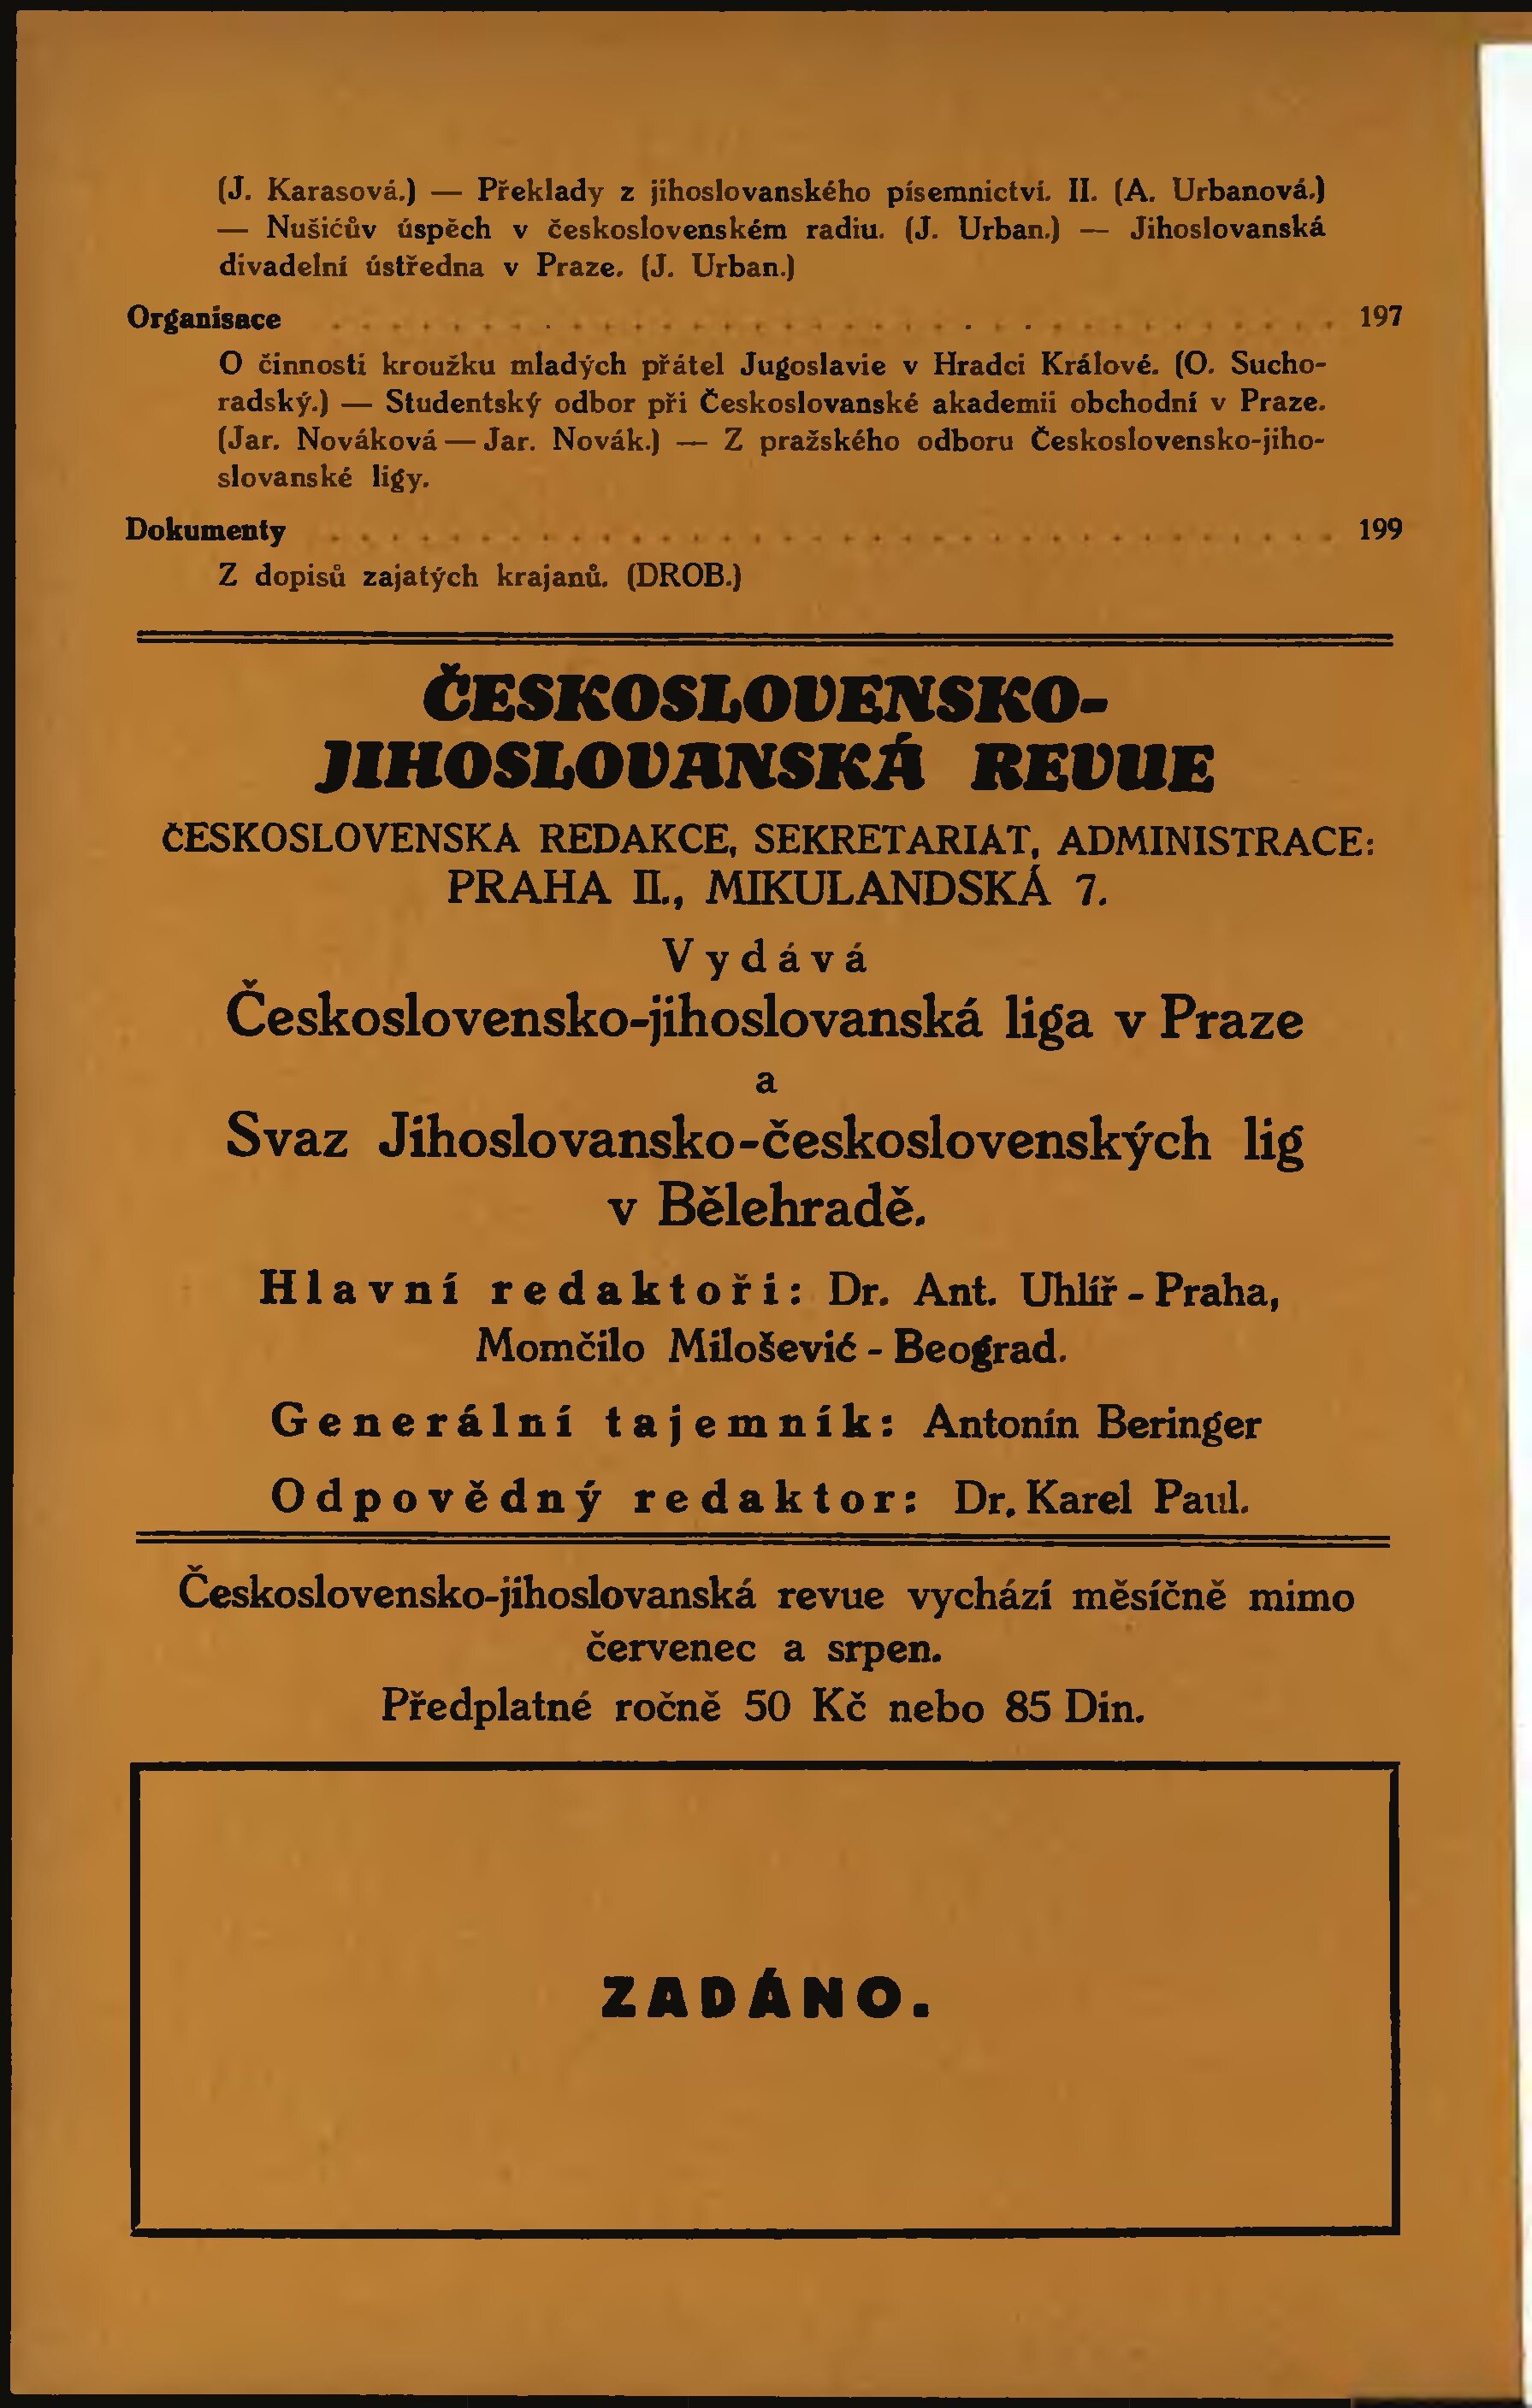 (J. Karasová.) — Překlady z jihoslovanského písemnictví. II. (A. Urbanová.)
— Nušićův úspěch v československém radiu. (J. Urban.) — Jihoslovanská
divadelní ústředna v Praze. (J. Urban.)
Organisace . . . . . . . . . . . . . . . . . . . . . . . . . . . . . . . . . . 197
O činnosti kroužku mladých přátel Jugoslavie v Hradci Králové. (O. Sucho-
radský.) — Studentský odbor při Českoslovanské akademii obchodní v Praze.
(Jar. Nováková — Jar. Novák.) — Z pražského odboru Československo-jiho-
slovanské ligy.
Dokumenty . . . . . . . . . . . . . . . . . . . . . . . . . . . . . . . . . . 199
Z dopisů zajatých krajanů. (DROB.)
ČESKOSLOVENSKO-
JIHOSLOVANSKÁ REVUE
ČESKOSLOVENSKÁ REDAKCE, SEKRETARIÁT, ADMINISTRACE:
PRAHA II., MIKULANDSKÁ 7.
Vydává
Československo-jihoslovanská liga v Praze
a
Svaz Jihoslovansko-československých lig
v Bělehradě.
Hlavní redaktoři: Dr. Ant. Uhlíř - Praha,
Momčilo Milošević - Beograd.
Generální tajemník: Antonín Beringer
Odpovědný redaktor: Dr. Karel Paul.
Československo-jihoslovanská revue vychází měsíčně mimo
červenec a srpen.
Předplatné ročně 50 Kč nebo 85 Din.
ZADÁNO.